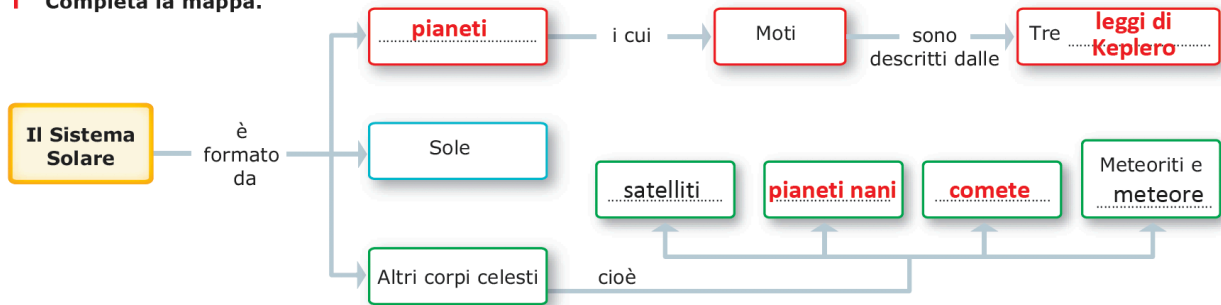 1 Completa la mappa.
pianeti
i cui
Moti
sono
descritti dalle
Tre leggi di
Keplero
Il Sistema
Solare
è
formato
da
Sole
satelliti
pianeti nani
comete
Meteoriti e
meteore
Altri corpi celesti
cioè